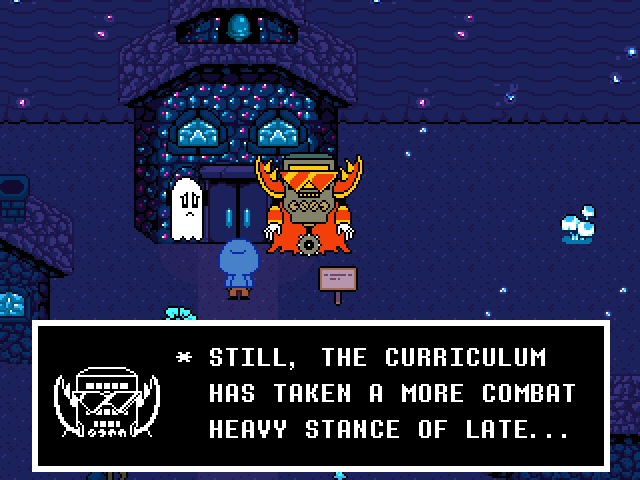 * STILL, THE CURRICULUM
HAS TAKEN A MORE COMBAT
HEAVY STANCE OF LATE...